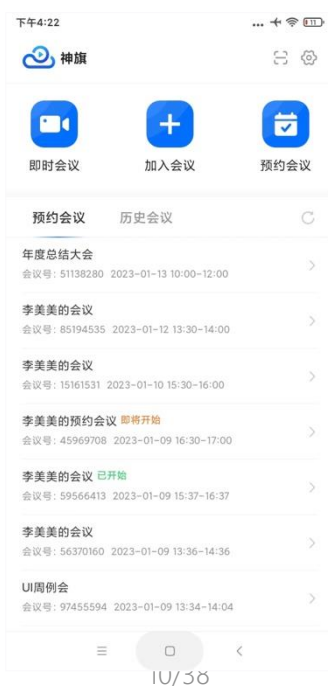 下午4:22
11
神旗
即时会议 加入会议 预约会议
预约会议 历史会议
年度总结大会
会议号: 51138280 2023-01-13 10:00-12:00
李美美的会议
会议号: 85194535 2023-01-12 13:30-14:00
李美美的会议
会议号: 15161531 2023-01-10 15:30-16:00
李美美的预约会议 即将开始
会议号: 45969708 2023-01-09 16:30-17:00
李美美的会议 已开始
会议号: 59566413 2023-01-09 15:37-16:37
李美美的会议
会议号: 56370160 2023-01-09 13:36-14:36
UI周例会
会议号: 97455594 2023-01-09 13:34-14:04
10/38